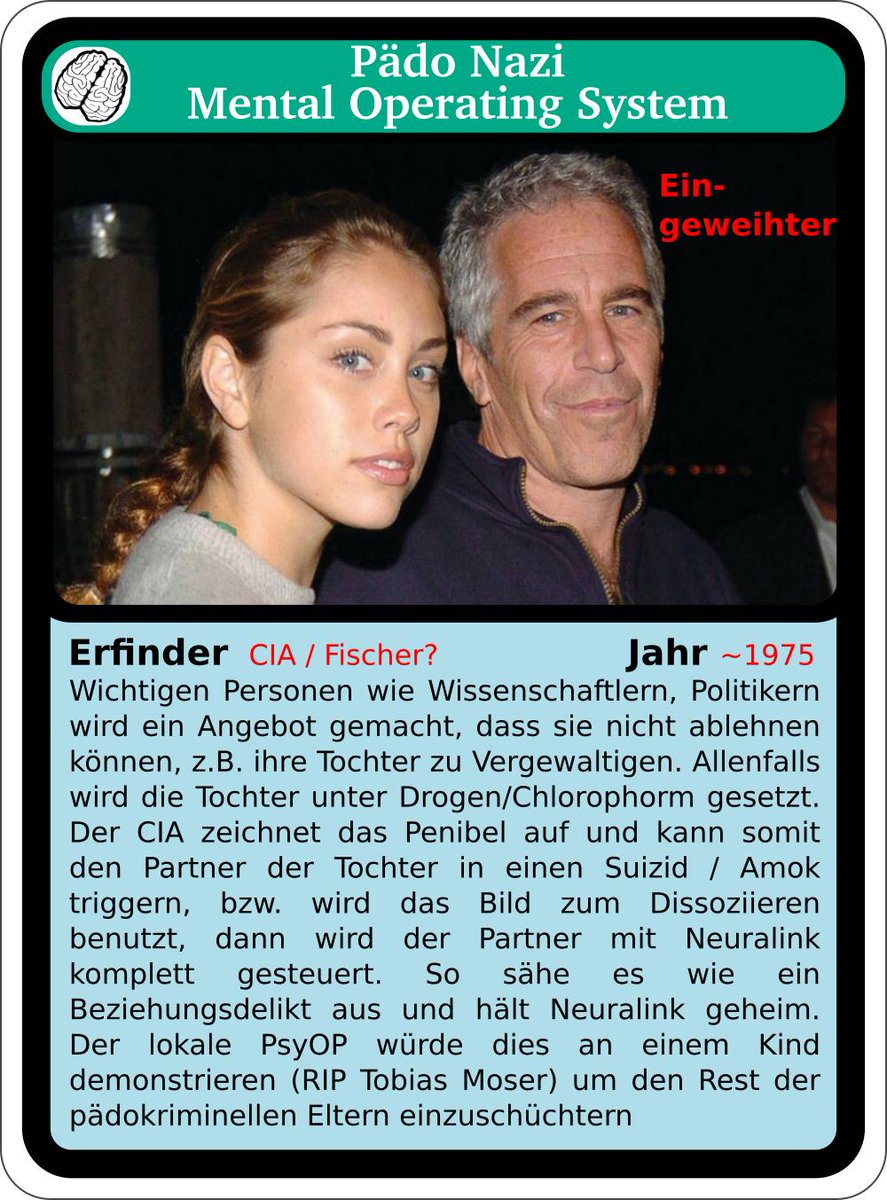 Pädo Nazi
Mental Operating System
Ein-
geweihter
Erfinder CIA / Fischer? Jahr ~1975
Wichtigen Personen wie Wissenschaftlern, Politikern
wird ein Angebot gemacht, dass sie nicht ablehnen
können, z.B. ihre Tochter zu Vergewaltigen. Allenfalls
wird die Tochter unter Drogen/Chlorophorm gesetzt.
Der CIA zeichnet das Penibel auf und kann somit
den Partner der Tochter in einen Suizid / Amok
triggern, bzw. wird das Bild zum Dissoziieren
benutzt, dann wird der Partner mit Neuralink
komplett gesteuert. So sähe es wie ein
Beziehungsdelikt aus und hält Neuralink geheim.
Der lokale PsyOP würde dies an einem Kind
demonstrieren (RIP Tobias Moser) um den Rest der
pädokriminellen Eltern einzuschüchtern